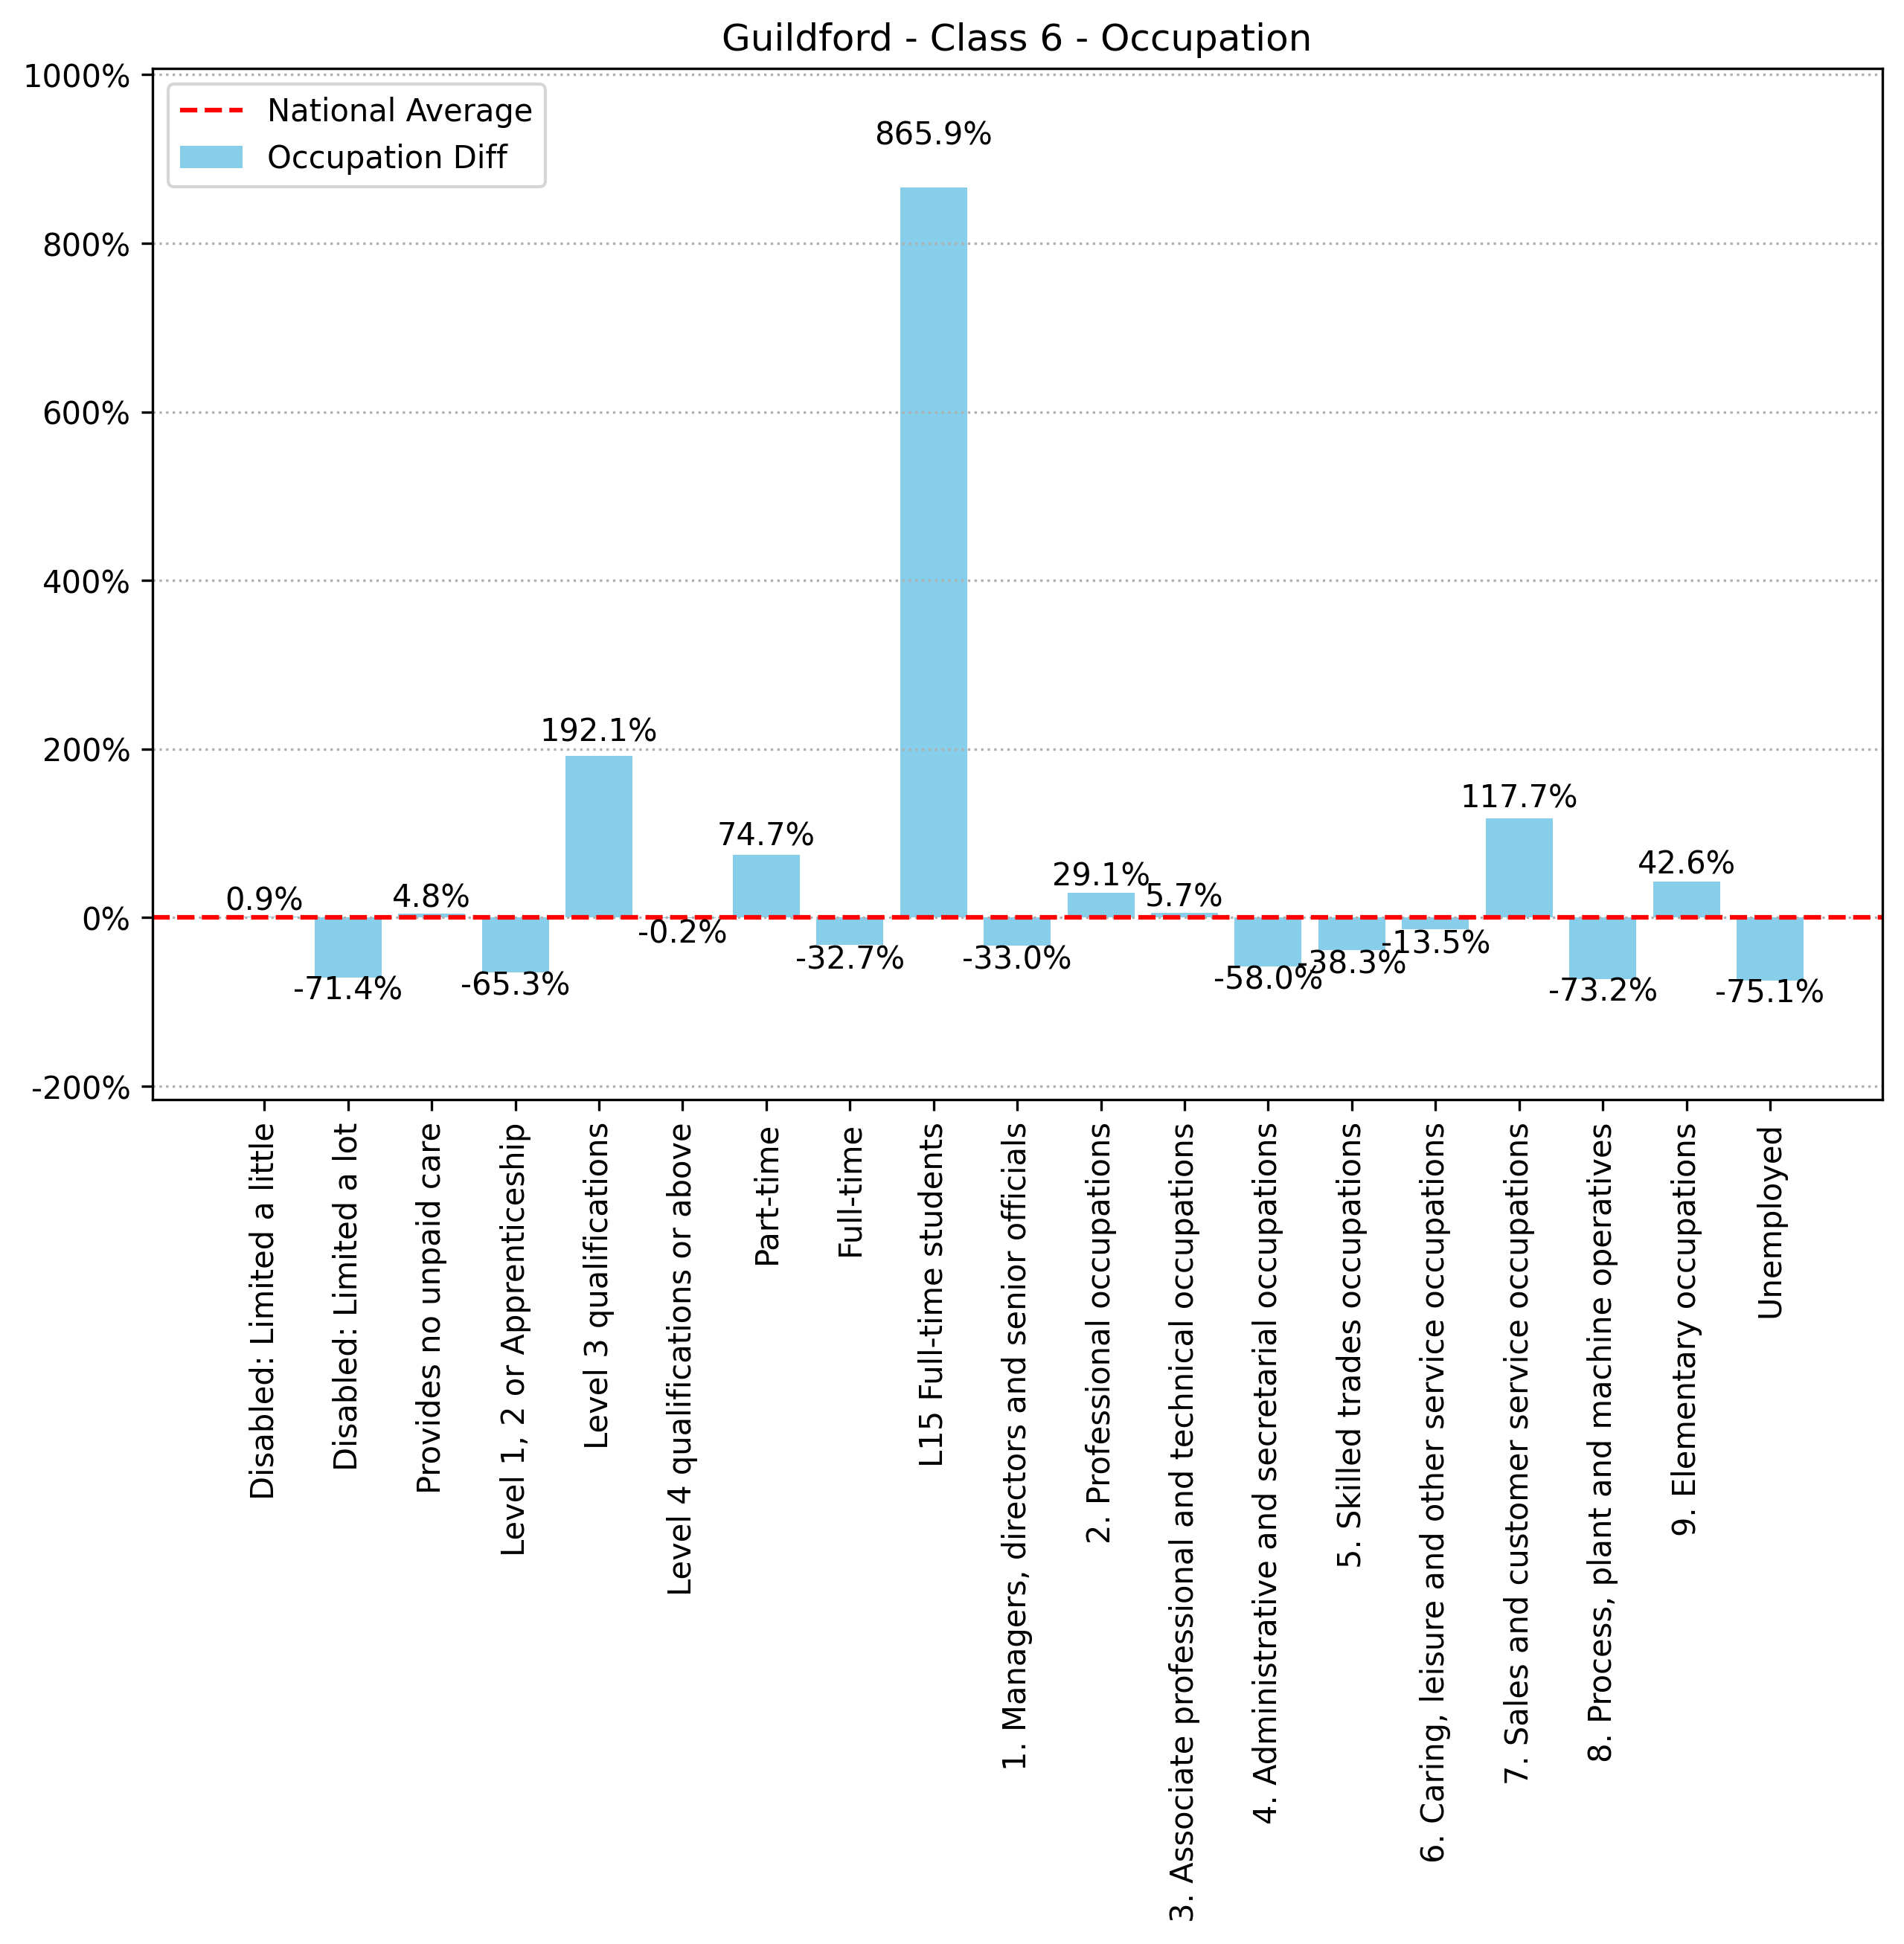 Guildford - Class 6 - Occupation
1000%
800%
600%
400%
200%
0%
-200%
National Average
Occupation Diff
0.9%
-71.4%
4.8%
-65.3%
192.1%
-0.2%
74.7%
-32.7%
865.9%
-33.0%
29.1%
5.7%
-58.0%
-38.3%
-13.5%
117.7%
-73.2%
42.6%
-75.1%
Disabled: Limited a little
Disabled: Limited a lot
Provides no unpaid care
Level 1, 2 or Apprenticeship
Level 3 qualifications
Level 4 qualifications or above
Part-time
Full-time
L15 Full-time students
1. Managers, directors and senior officials
2. Professional occupations
3. Associate professional and technical occupations
4. Administrative and secretarial occupations
5. Skilled trades occupations
6. Caring, leisure and other service occupations
7. Sales and customer service occupations
8. Process, plant and machine operatives
9. Elementary occupations
Unemployed